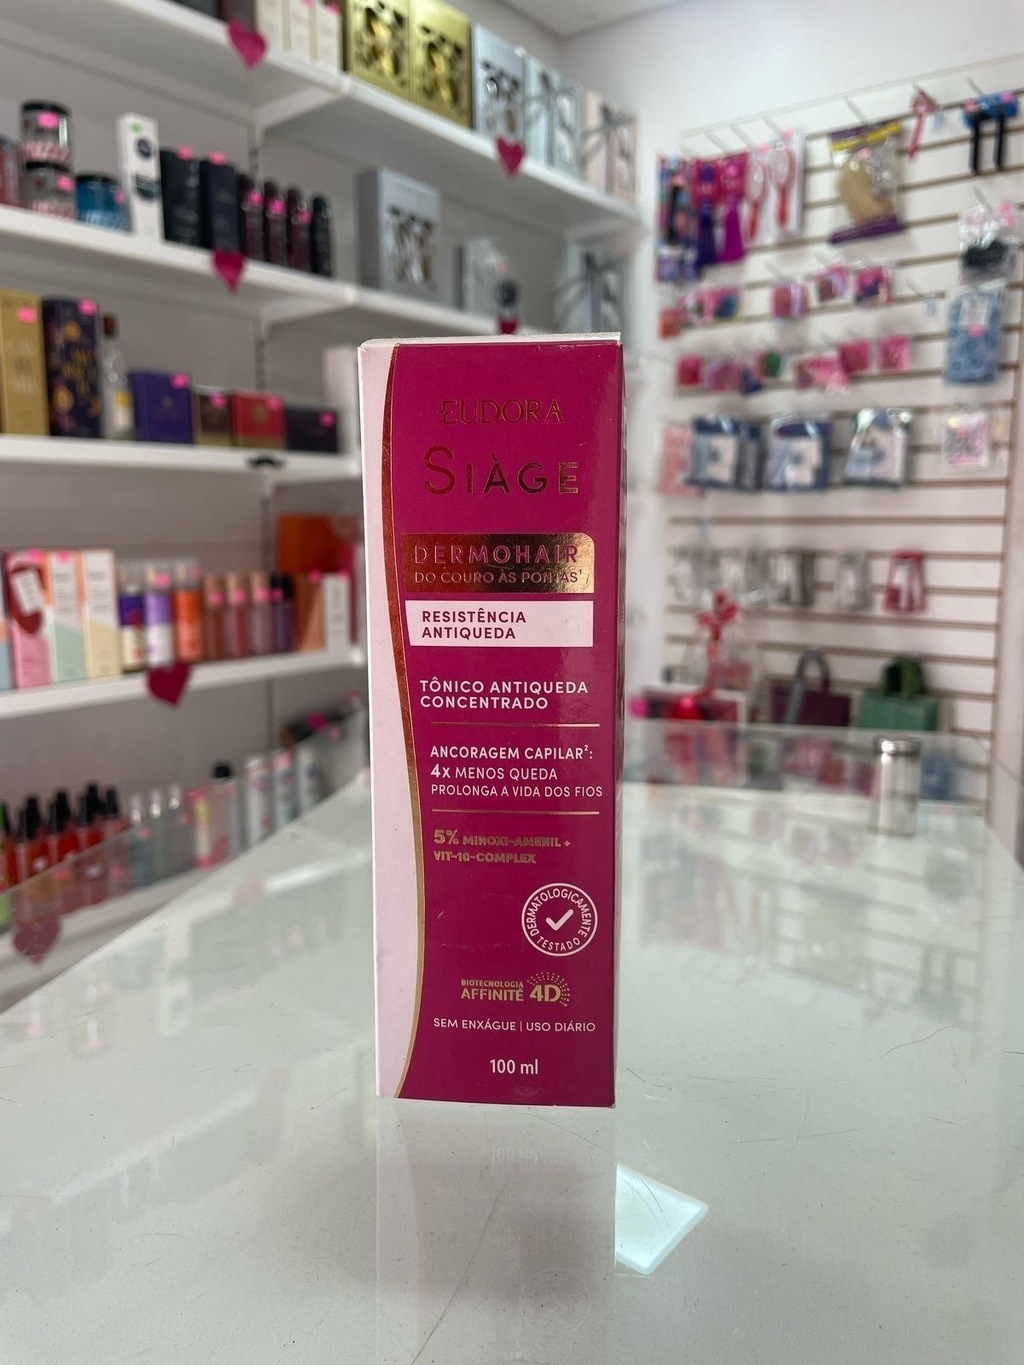 EUDORA
SIÀGE
DERMOHAIR
DO COURO ÀS PONTAS¹
RESISTÊNCIA
ANTIQUEDA
TÔNICO ANTIQUEDA
CONCENTRADO
ANCORAGEM CAPILAR²:
4x MENOS QUEDA
PROLONGA A VIDA DOS FIOS
5% MINOXI-AMENIL +
VIT-10-COMPLEX
DERMATOLOGICAMENTE
TESTADO
BIOTECNOLOGIA
AFFINITÉ 4D
SEM ENXÁGUE | USO DIÁRIO
100 ml